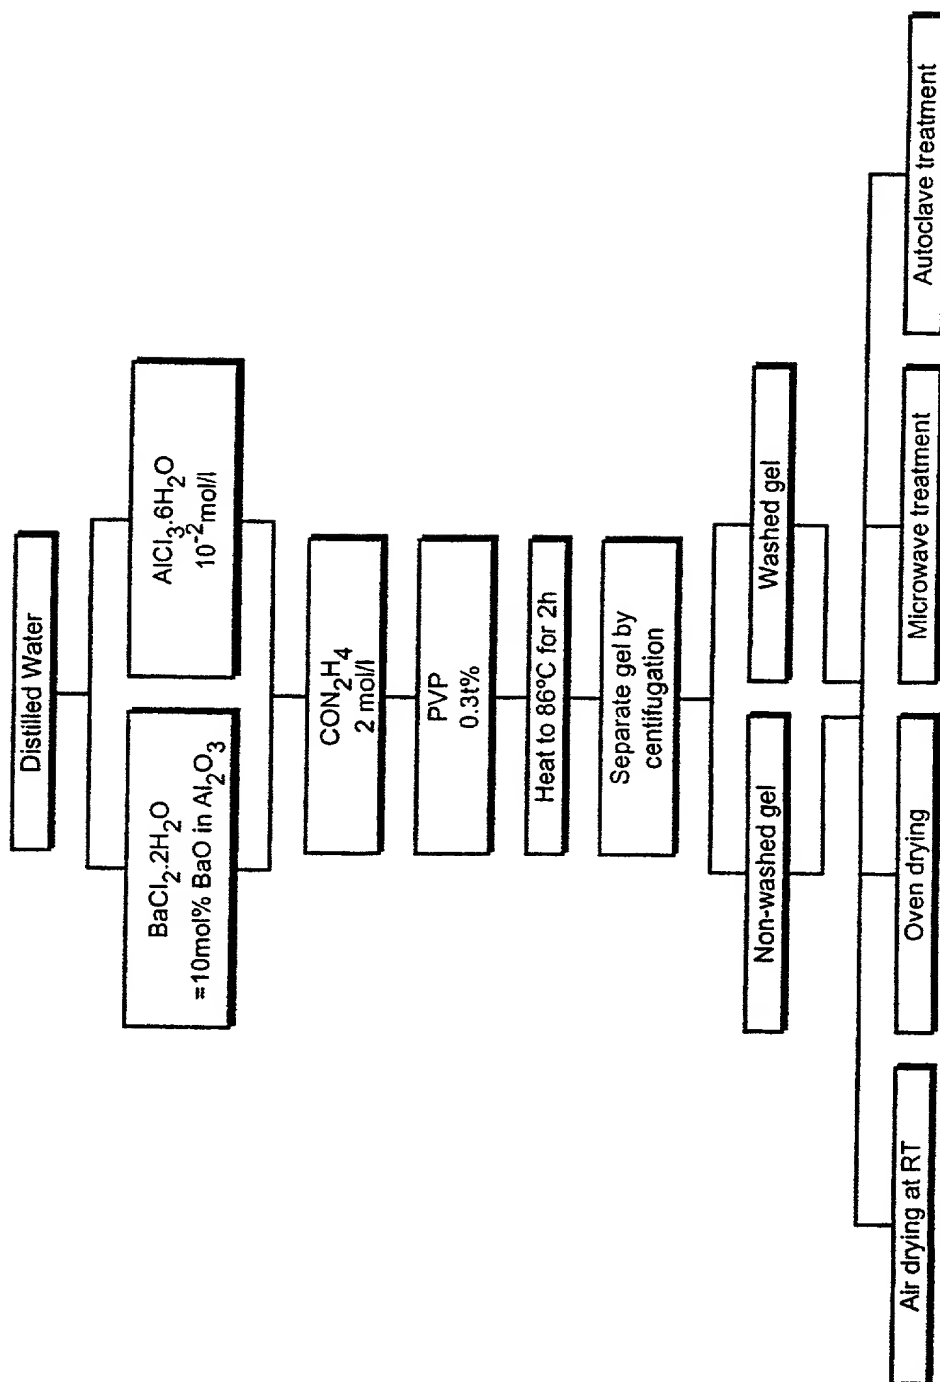 Distilled Water
BaCl2.2H2O
=10mol% BaO in Al2O3
AlCl3.6H2O
10-2mol/l
CON2H4
2 mol/l
PVP
0.3t%
Heat to 86ºC for 2h
Separate gel by
centifugation
Non-washed gel
Washed gel
Air drying at RT
Oven drying
Microwave treatment
Autoclave treatment